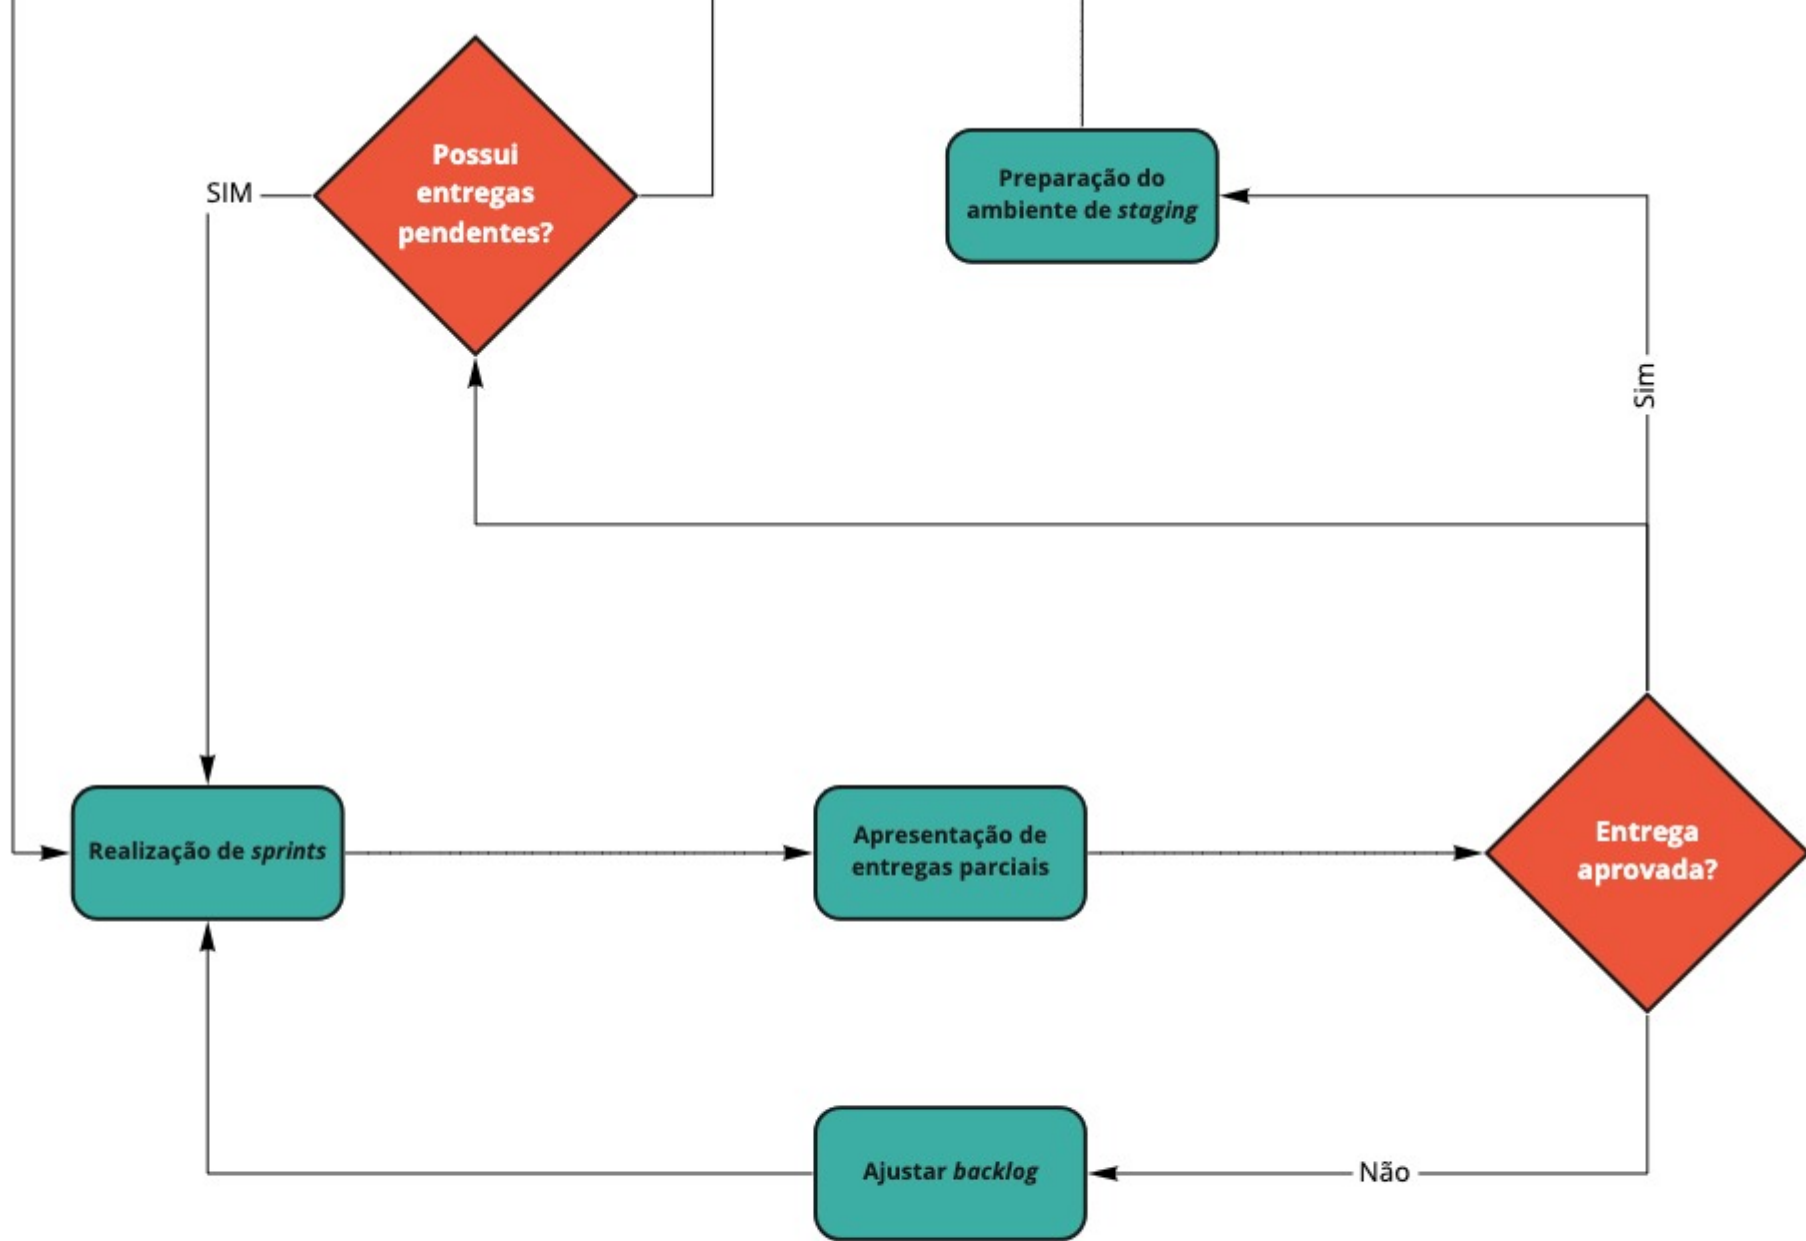 Possui
entregas
pendentes?
SIM
Preparação do
ambiente de staging
Sim
Realização de sprints
Apresentação de
entregas parciais
Entrega
aprovada?
Ajustar backlog
Não